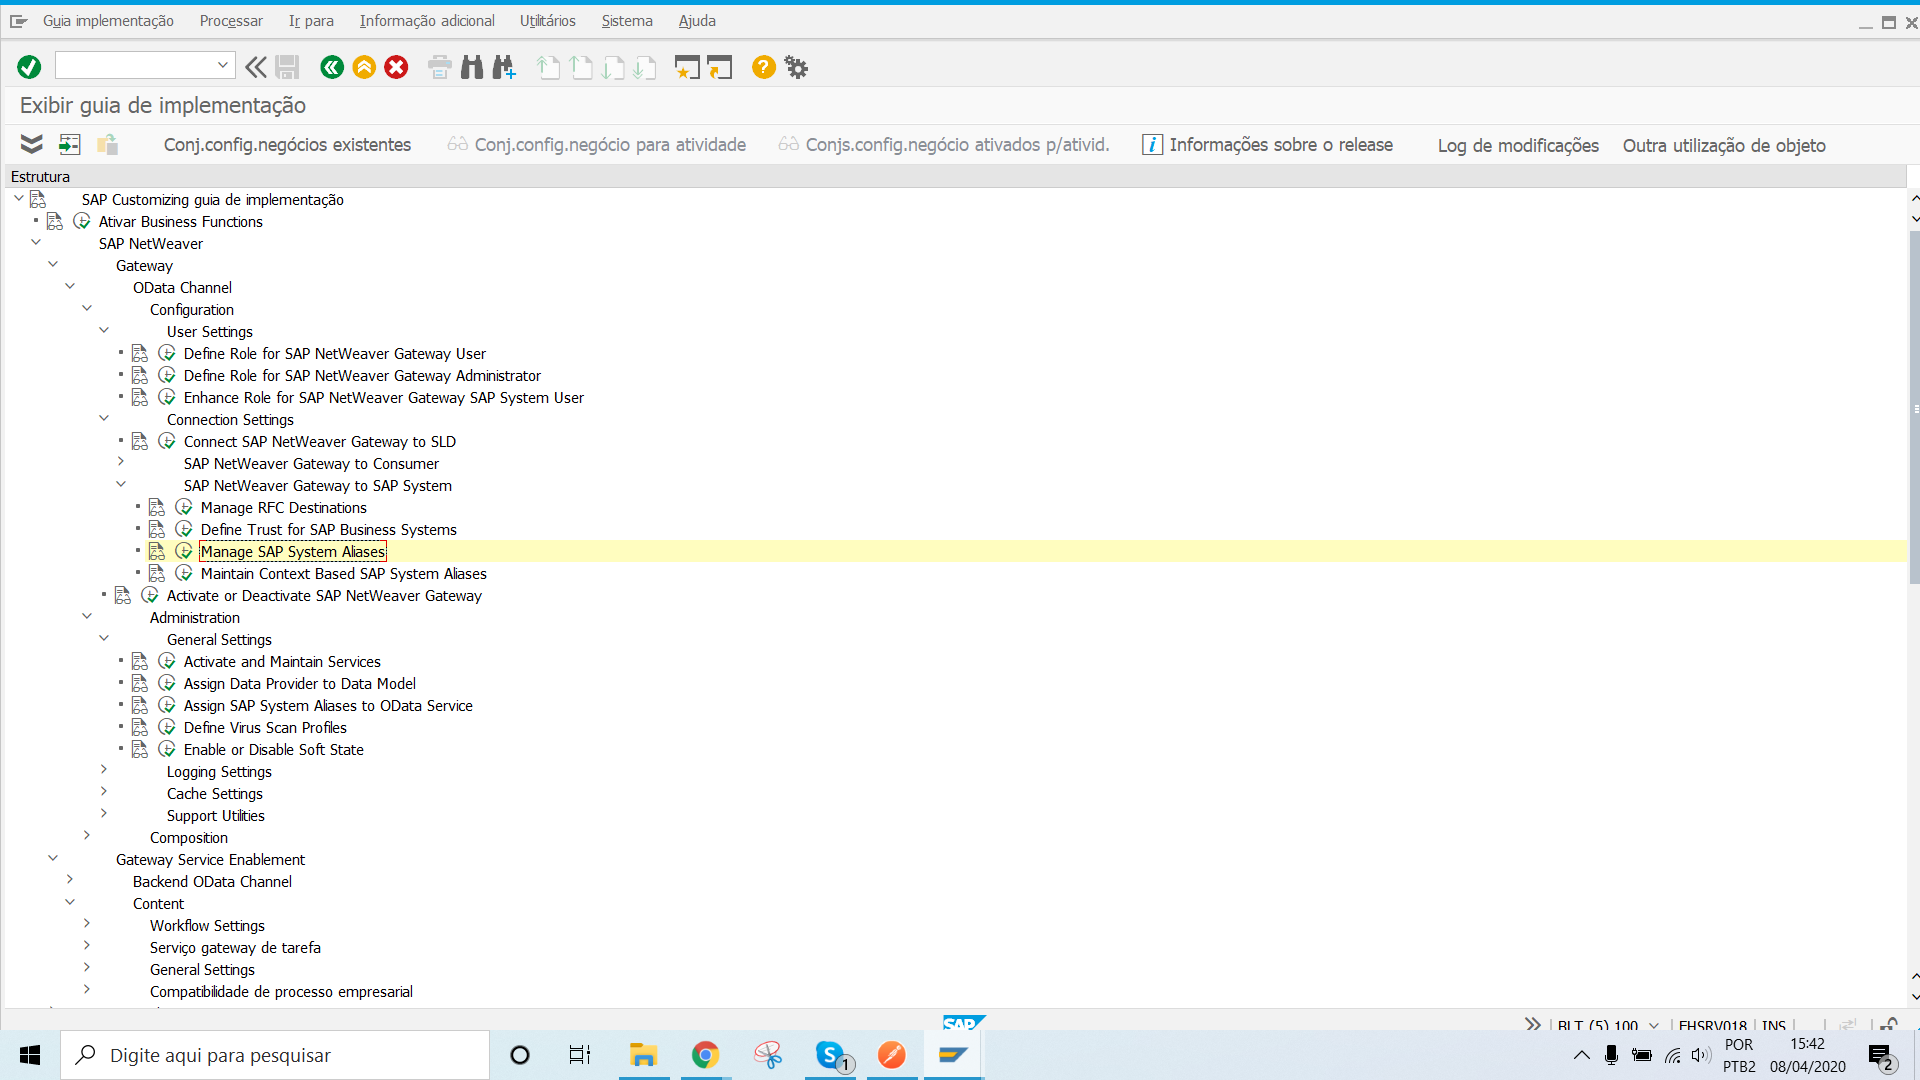 Guia implementação Processar Ir para Informação adicional Utilitários Sistema Ajuda
Exibir guia de implementação
Conj.config.negócios existentes Conj.config.negócio para atividade Conjs.config.negócio ativados p/ativid. Informações sobre o release Log de modificações Outra utilização de objeto
Estrutura
SAP Customizing guia de implementação
Ativar Business Functions
SAP NetWeaver
Gateway
OData Channel
Configuration
User Settings
Define Role for SAP NetWeaver Gateway User
Define Role for SAP NetWeaver Gateway Administrator
Enhance Role for SAP NetWeaver Gateway SAP System User
Connection Settings
Connect SAP NetWeaver Gateway to SLD
SAP NetWeaver Gateway to Consumer
SAP NetWeaver Gateway to SAP System
Manage RFC Destinations
Define Trust for SAP Business Systems
Manage SAP System Aliases
Maintain Context Based SAP System Aliases
Activate or Deactivate SAP NetWeaver Gateway
Administration
General Settings
Activate and Maintain Services
Assign Data Provider to Data Model
Assign SAP System Aliases to OData Service
Define Virus Scan Profiles
Enable or Disable Soft State
Logging Settings
Cache Settings
Support Utilities
Composition
Gateway Service Enablement
Backend OData Channel
Content
Workflow Settings
Serviço gateway de tarefa
General Settings
Compatibilidade de processo empresarial
SAP
BLT (5) 100 EHSRV018 INS
Digite aqui para pesquisar
S 1
POR 15:42
PTB2 08/04/2020 2